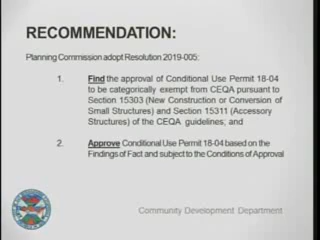 RECOMMENDATION:
Planning Commission adopt Resolution 2019-005:
1. Find the approval of Conditional Use Permit 18-04
to be categorically exempt from CEQA pursuant to
Section 15303 (New Construction or Conversion of
Small Structures) and Section 15311 (Accessory
Structures) of the CEQA guidelines; and
2. Approve Conditional Use Permit 18-04 based on the
Findings of Fact and subject to the Conditions of Approval
Community Development Department